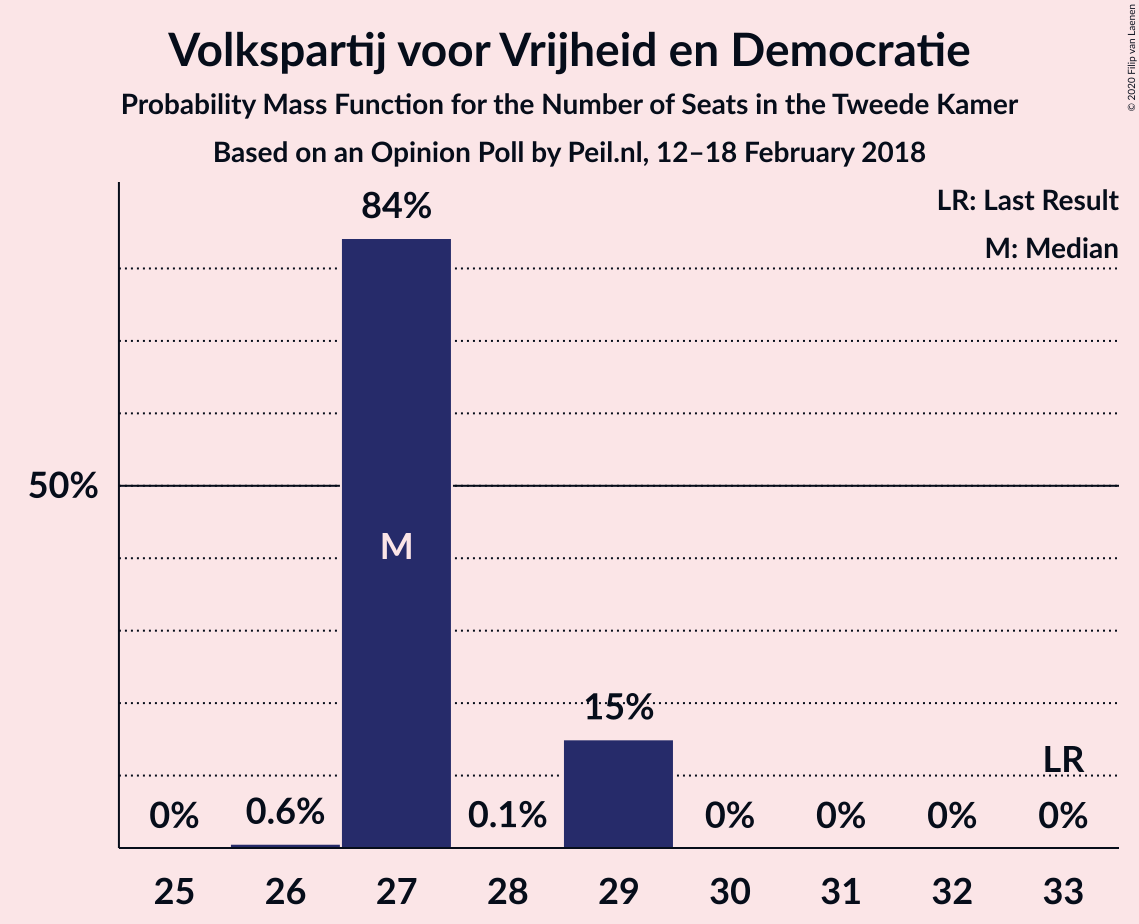 Volkspartij voor Vrijheid en Democratie
Probability Mass Function for the Number of Seats in the Tweede Kamer
Based on an Opinion Poll by Peil.nl, 12–18 February 2018
© 2020 Filip van Laenen
LR: Last Result
M: Median
84%
50%
M
15%
LR
0%
0.6%
0.1%
0%
0%
0%
0%
25 26 27 28 29 30 31 32 33